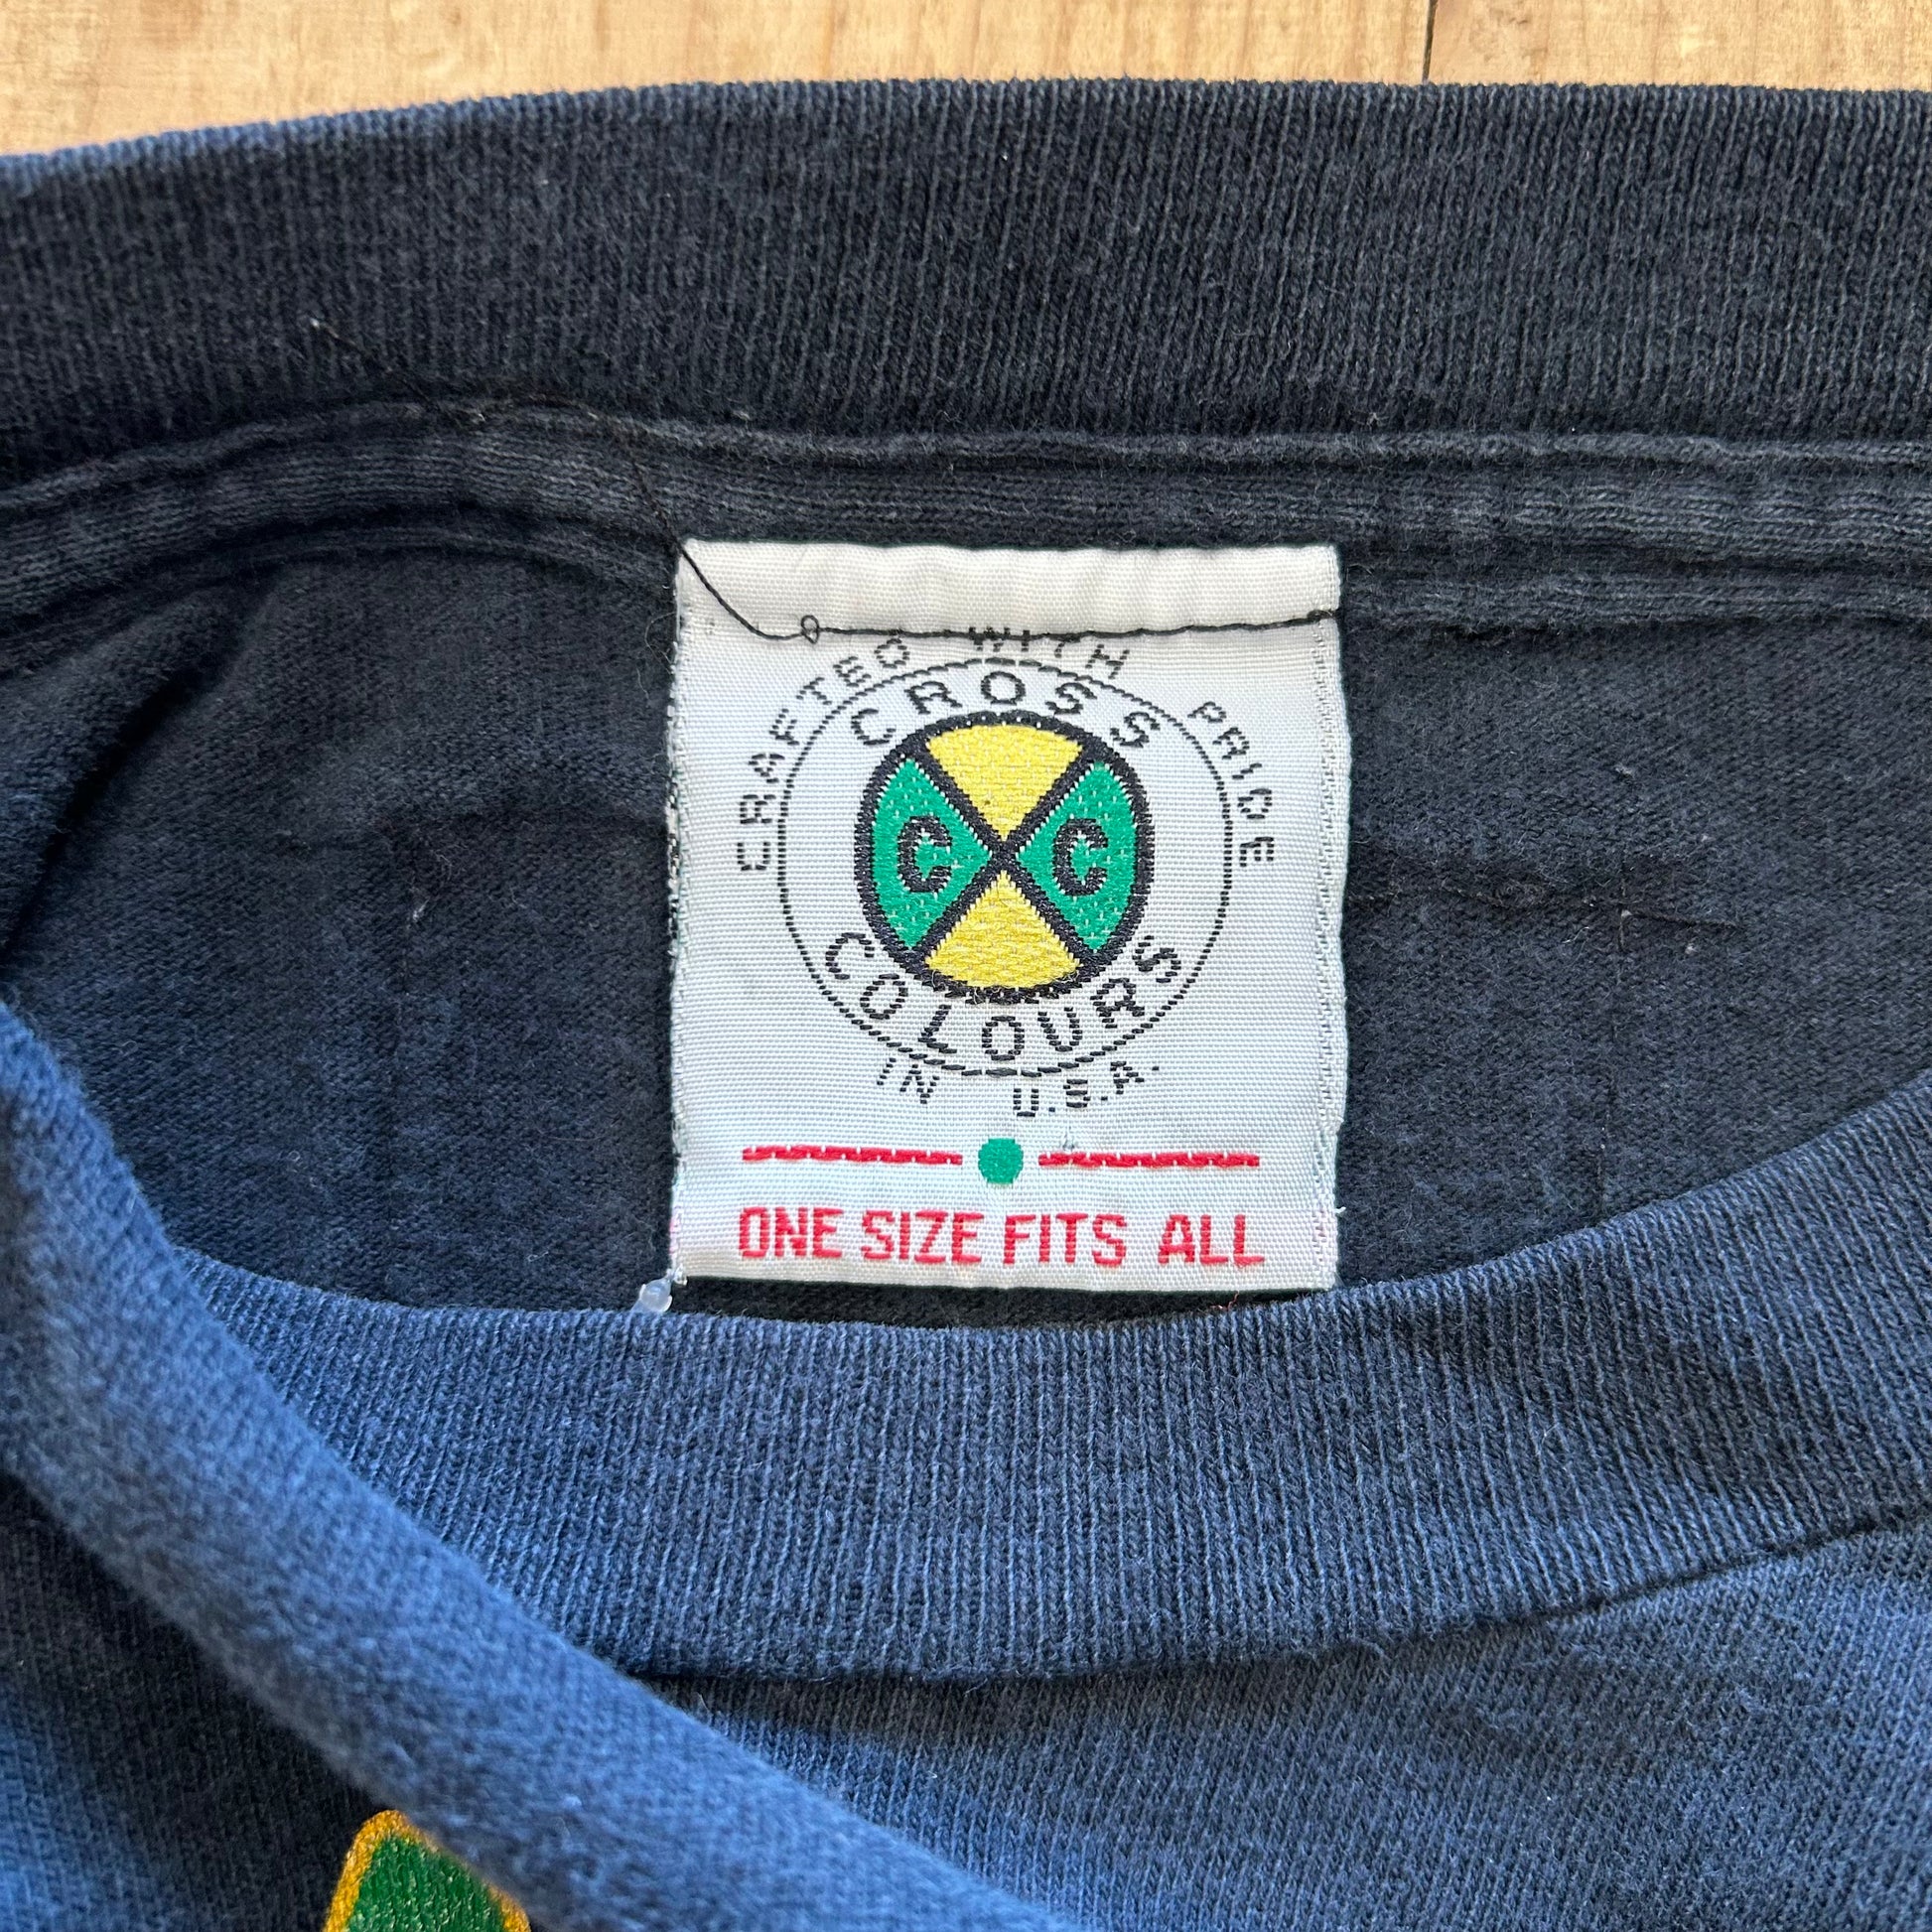 CRAFTED WITH PRIDE
CROSS
C C
COLOURS
IN U.S.A.
ONE SIZE FITS ALL